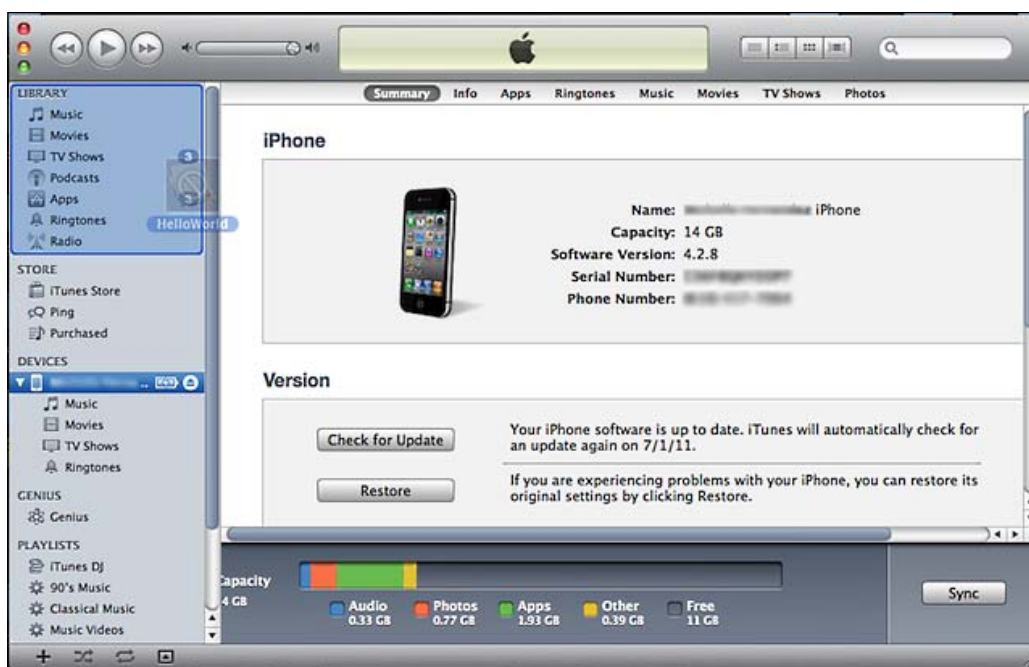 LIBRARY
Music
Movies
TV Shows 3
Podcasts
Apps
Ringtones
HelloWorld
Radio
STORE
iTunes Store
Ping
Purchased
DEVICES
Music
Movies
TV Shows
Ringtones
GENIUS
Genius
PLAYLISTS
iTunes DJ
90's Music
Classical Music
Music Videos
Summary Info Apps Ringtones Music Movies TV Shows Photos
iPhone
Name: iPhone
Capacity: 14 GB
Software Version: 4.2.8
Serial Number:
Phone Number:
Version
Check for Update
Your iPhone software is up to date. iTunes will automatically check for
an update again on 7/1/11.
Restore
If you are experiencing problems with your iPhone, you can restore its
original settings by clicking Restore.
Capacity
4 GB
Audio
0.33 GB
Photos
0.77 GB
Apps
1.93 GB
Other
0.39 GB
Free
11 GB
Sync